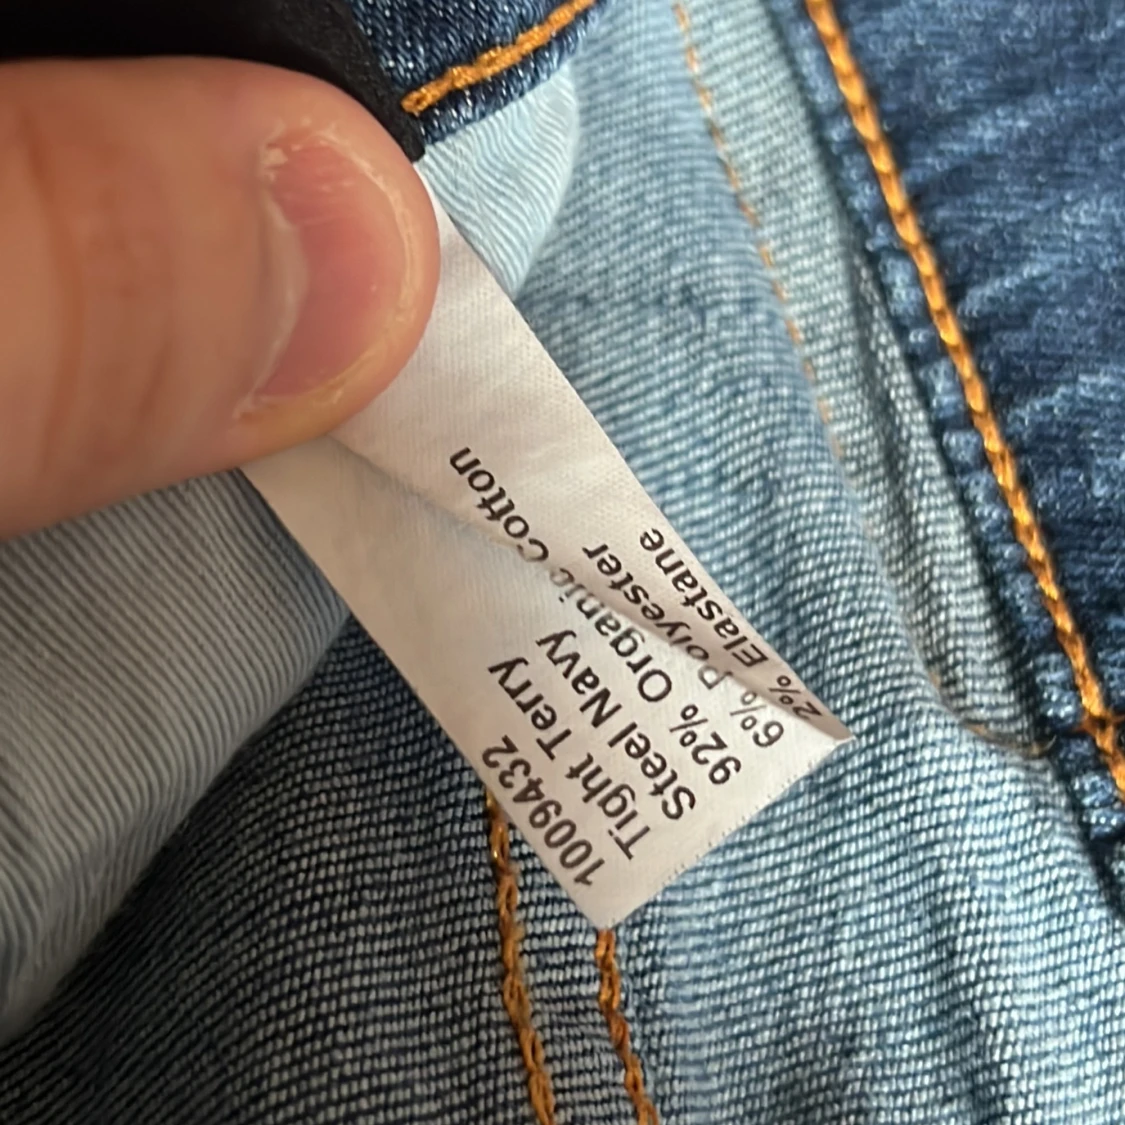 1009432
Tight Terry
Steel Navy
92% Organic Cotton
6% Polyester
2% Elastane